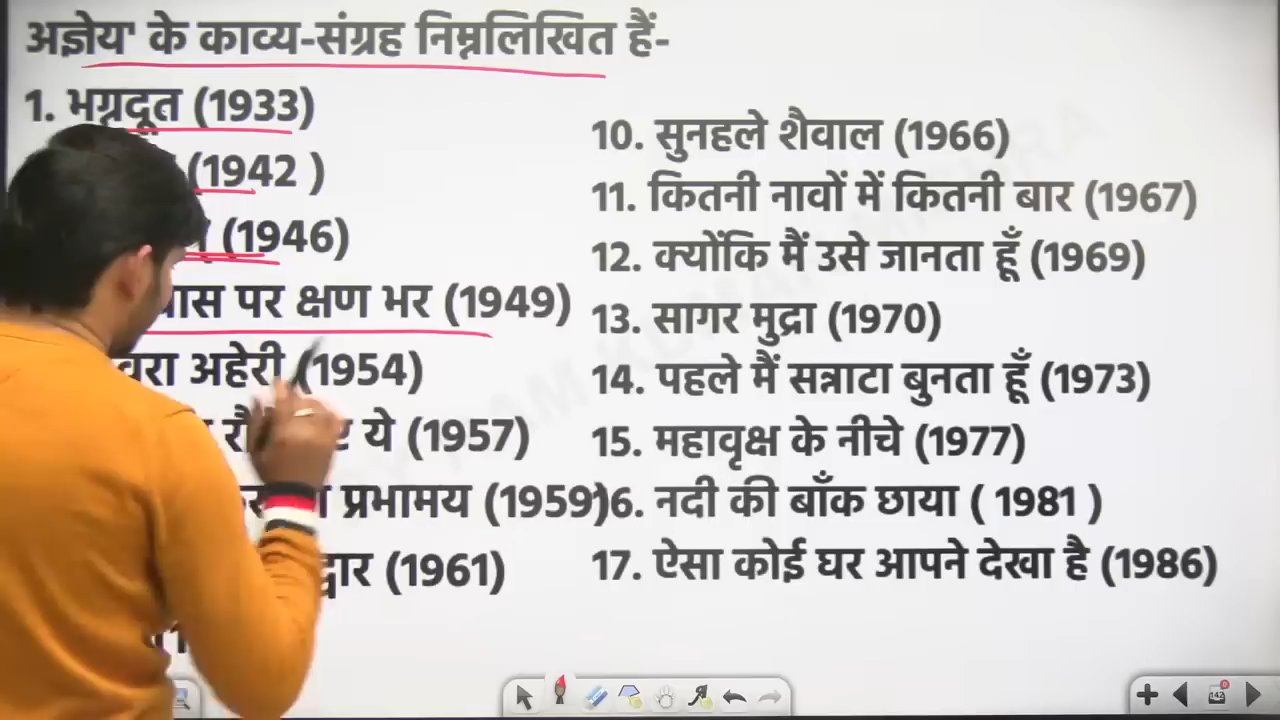 अज्ञेय' के काव्य-संग्रह निम्नलिखित हैं-
1. भग्नदूत (1933)
(1942 )
(1946)
पर क्षण भर (1949)
अहेरी (1954)
ये (1957)
प्रभामय (1959)
द्वार (1961)
10. सुनहले शैवाल (1966)
11. कितनी नावों में कितनी बार (1967)
12. क्योंकि मैं उसे जानता हूँ (1969)
13. सागर मुद्रा (1970)
14. पहले मैं सन्नाटा बुनता हूँ (1973)
15. महावृक्ष के नीचे (1977)
16. नदी की बाँक छाया ( 1981 )
17. ऐसा कोई घर आपने देखा है (1986)